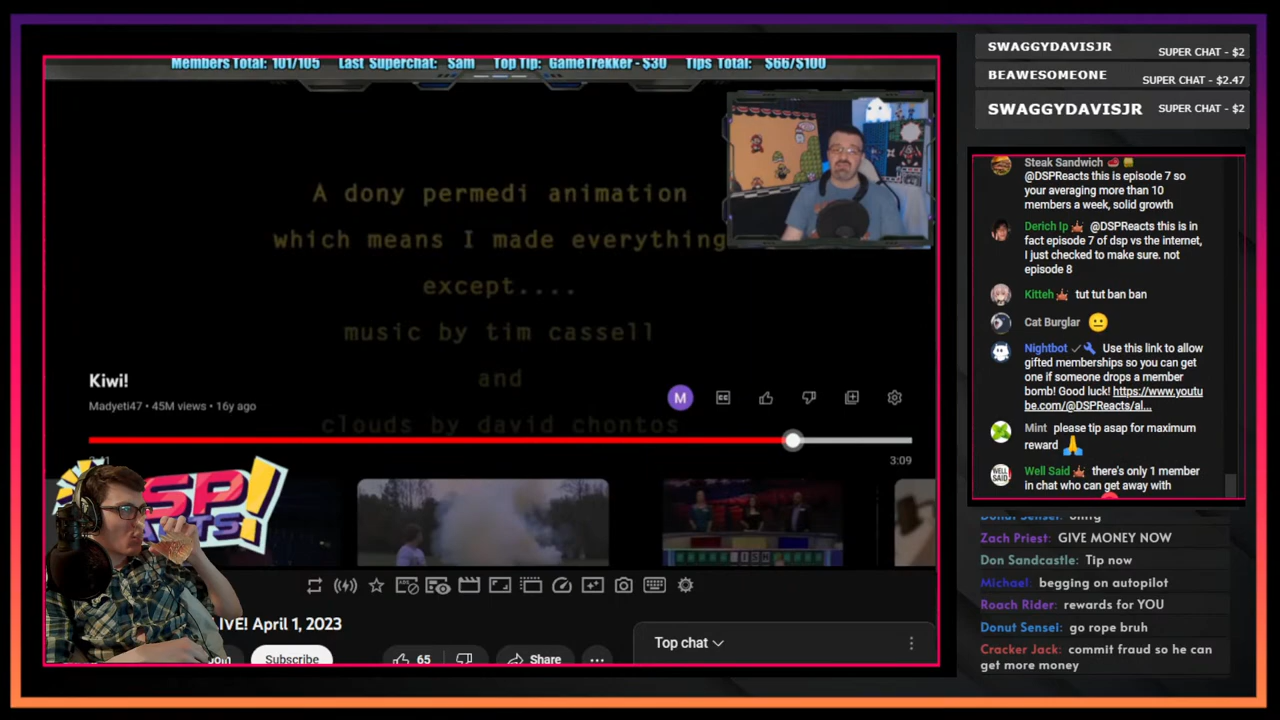 Members Total: 101/105 Last Superchat: Sam Top Tip: GameTrekker - $30 Tips Total: $66/$100
A dony permedi animation
which means I made everything
except....
music by tim cassell
and
clouds by david chontos
Kiwi!
Madyeti47 • 45M views • 16y ago
M
CC
3:09
DSP!
IVE! April 1, 2023
Subscribe
65
Share
Top chat
SWAGGYDAVISJR SUPER CHAT - $2
BEAWESOMEONE SUPER CHAT - $2.47
SWAGGYDAVISJR SUPER CHAT - $2
Steak Sandwich
@DSPReacts this is episode 7 so
your averaging more than 10
members a week, solid growth
Derich Ip @DSPReacts this is in
fact episode 7 of dsp vs the internet,
I just checked to make sure. not
episode 8
Kitteh tut tut ban ban
Cat Burglar 😐
Nightbot Use this link to allow
gifted memberships so you can get
one if someone drops a member
bomb! Good luck! https://www.youtu
be.com/@DSPReacts/al...
Mint please tip asap for maximum
reward 🙏
WELL SAID
Well Said there's only 1 member
in chat who can get away with
Donut Sensei: omg
Zach Priest: GIVE MONEY NOW
Don Sandcastle: Tip now
Michael: begging on autopilot
Roach Rider: rewards for YOU
Donut Sensei: go rope bruh
Cracker Jack: commit fraud so he can
get more money